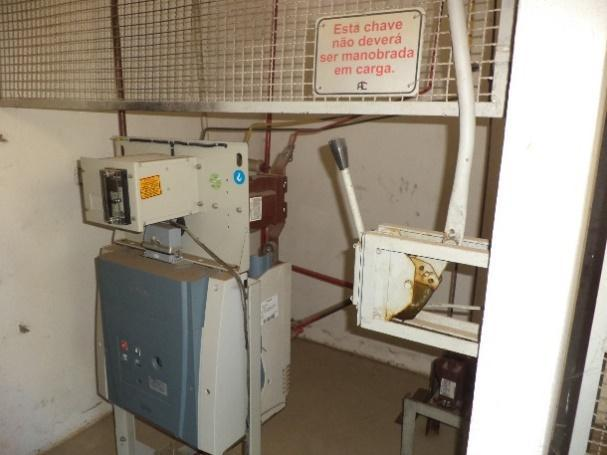 Esta chave
não deverá
ser manobrada
em carga.